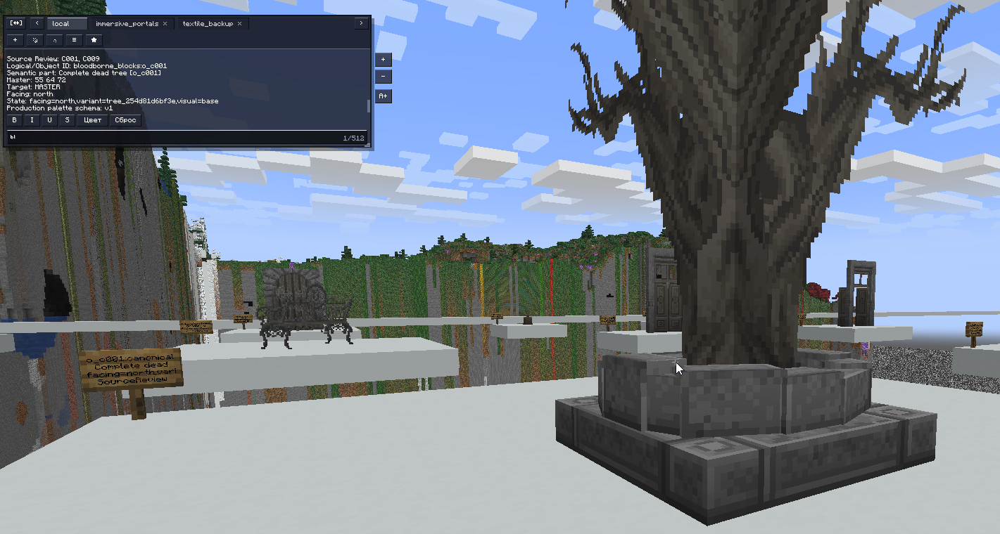 [↔] < local immersive_portals × textile_backup × >
Source Review: C001, C009
Logical/Object ID: bloodborne_blocks:o_c001
Semantic part: Complete dead tree [o_c001]
Master: 55 64 72
Target: MASTER
Facing: north
State: facing=north,variant=tree_254d81d6bf3e,visual=base
Production palette schema: v1
B I U S Цвет Сброс
ы 1/512
+
-
A+
o_c001:canonical
Complete dead
facing=north,vari
SourceReview